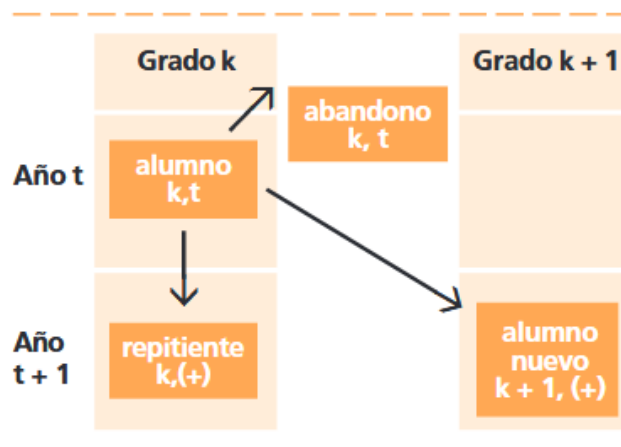 Grado k
Grado k + 1
abandono
k, t
Año t
alumno
k,t
Año
t + 1
repitiente
k,(+)
alumno
nuevo
k + 1, (+)